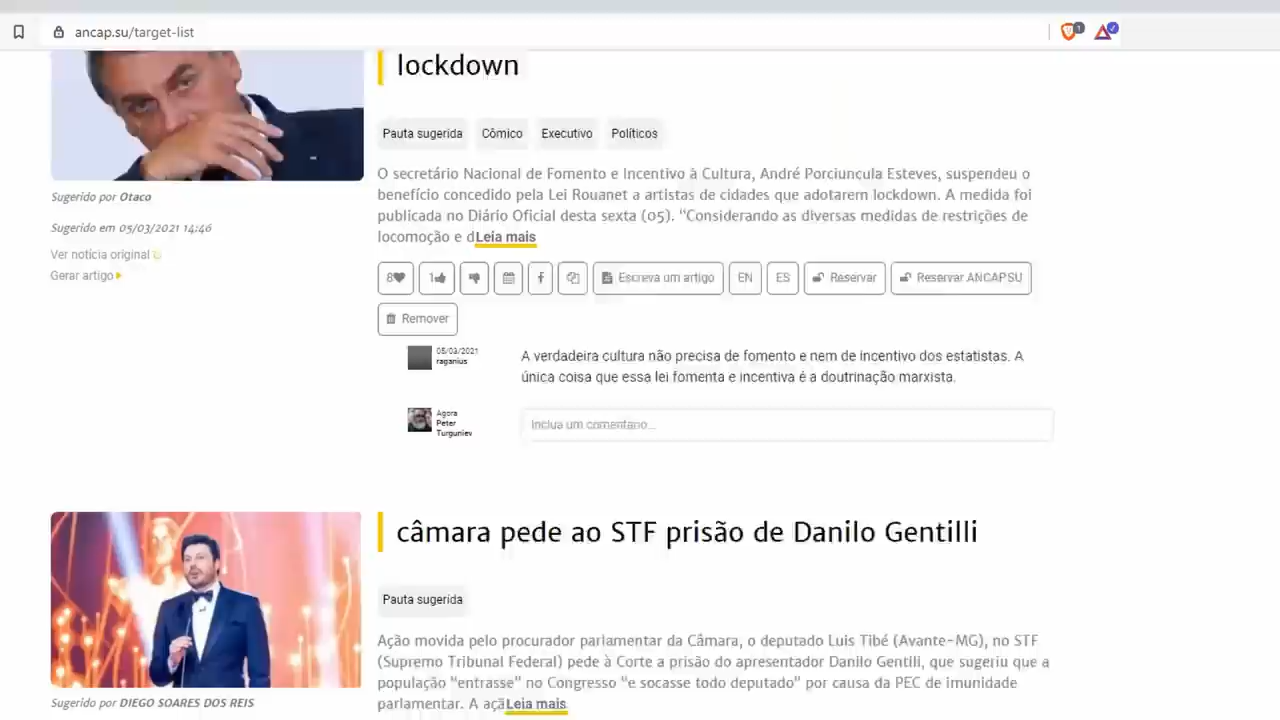 ancap.su/target-list
1
lockdown
Pauta sugerida
Cômico
Executivo
Políticos
O secretário Nacional de Fomento e Incentivo à Cultura, André Porciuncula Esteves, suspendeu o
benefício concedido pela Lei Rouanet a artistas de cidades que adotarem lockdown. A medida foi
publicada no Diário Oficial desta sexta (05). “Considerando as diversas medidas de restrições de
locomoção e dLeia mais
Sugerido por Otaco
Sugerido em 05/03/2021 14:46
Ver notícia original
Gerar artigo
8
1
Escreva um artigo
EN
ES
Reservar
Reservar ANCAPSU
Remover
05/03/2021
raganius
A verdadeira cultura não precisa de fomento e nem de incentivo dos estatistas. A
única coisa que essa lei fomenta e incentiva é a doutrinação marxista.
Agora
Peter
Turguniev
Inclua um comentário...
câmara pede ao STF prisão de Danilo Gentilli
Pauta sugerida
Ação movida pelo procurador parlamentar da Câmara, o deputado Luis Tibé (Avante-MG), no STF
(Supremo Tribunal Federal) pede à Corte a prisão do apresentador Danilo Gentili, que sugeriu que a
população "entrasse" no Congresso "e socasse todo deputado" por causa da PEC de imunidade
parlamentar. A açãLeia mais
Sugerido por DIEGO SOARES DOS REIS